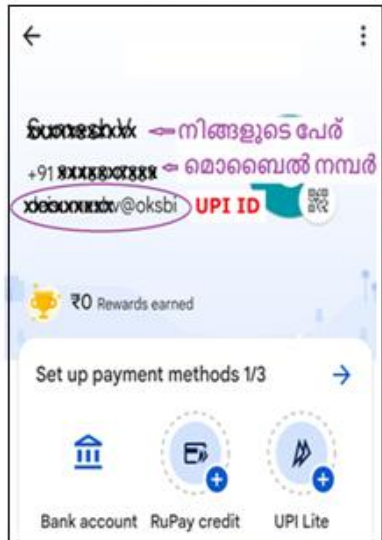 നിങ്ങളുടെ പേര്
+91 മൊബൈൽ നമ്പർ
v@oksbi UPI ID
₹0 Rewards earned
Set up payment methods 1/3
Bank account RuPay credit UPI Lite